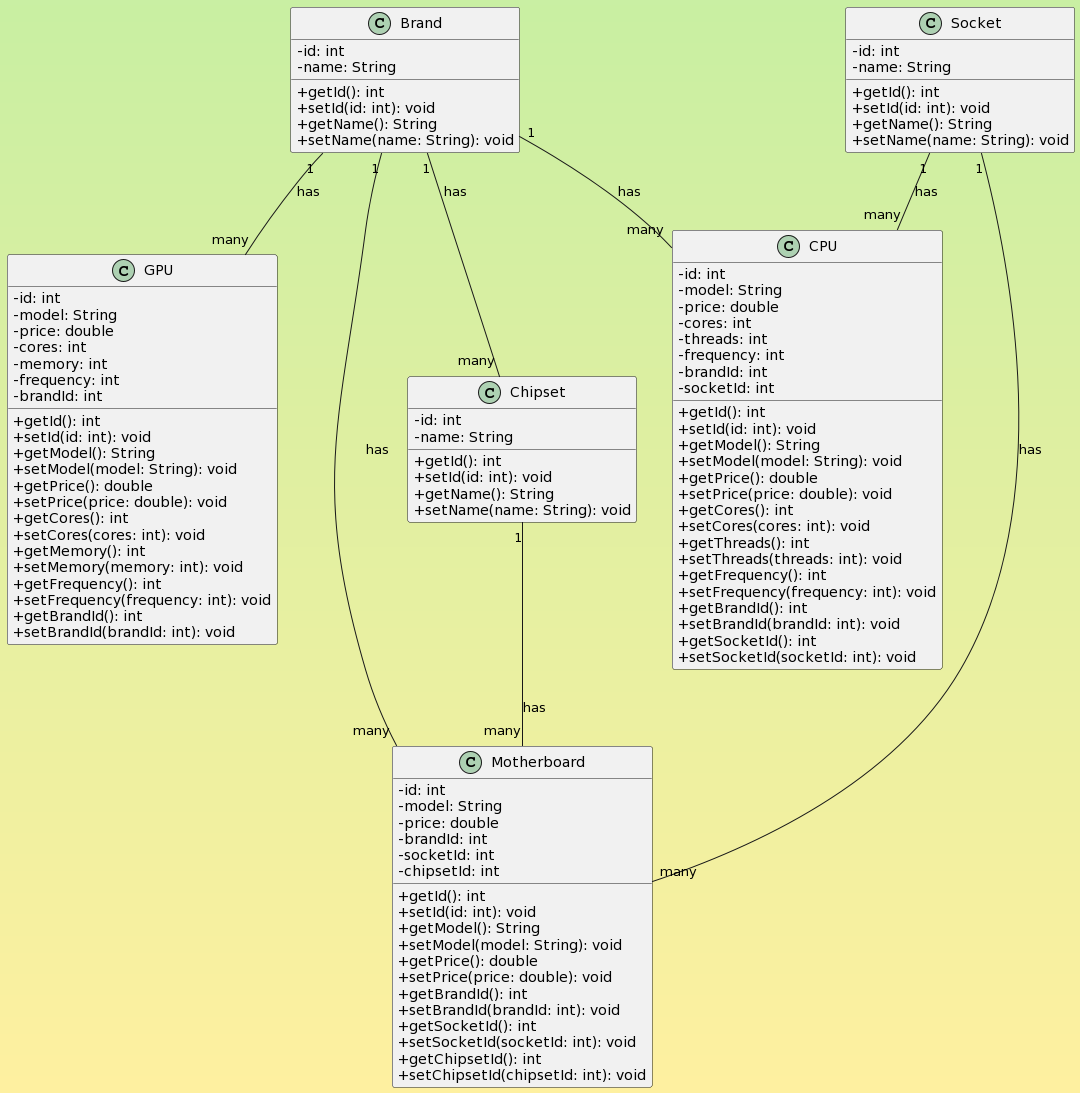 C Brand
-id: int
-name: String
+getId(): int
+setId(id: int): void
+getName(): String
+setName(name: String): void
C Socket
-id: int
-name: String
+getId(): int
+setId(id: int): void
+getName(): String
+setName(name: String): void
1
1
1
1
1
1
has
has
has
has
many
many
many
C GPU
-id: int
-model: String
-price: double
-cores: int
-memory: int
-frequency: int
-brandId: int
+getId(): int
+setId(id: int): void
+getModel(): String
+setModel(model: String): void
+getPrice(): double
+setPrice(price: double): void
+getCores(): int
+setCores(cores: int): void
+getMemory(): int
+setMemory(memory: int): void
+getFrequency(): int
+setFrequency(frequency: int): void
+getBrandId(): int
+setBrandId(brandId: int): void
many
has
C Chipset
-id: int
-name: String
+getId(): int
+setId(id: int): void
+getName(): String
+setName(name: String): void
C CPU
-id: int
-model: String
-price: double
-cores: int
-threads: int
-frequency: int
-brandId: int
-socketId: int
+getId(): int
+setId(id: int): void
+getModel(): String
+setModel(model: String): void
+getPrice(): double
+setPrice(price: double): void
+getCores(): int
+setCores(cores: int): void
+getThreads(): int
+setThreads(threads: int): void
+getFrequency(): int
+setFrequency(frequency: int): void
+getBrandId(): int
+setBrandId(brandId: int): void
+getSocketId(): int
+setSocketId(socketId: int): void
has
1
has
many
many
C Motherboard
-id: int
-model: String
-price: double
-brandId: int
-socketId: int
-chipsetId: int
+getId(): int
+setId(id: int): void
+getModel(): String
+setModel(model: String): void
+getPrice(): double
+setPrice(price: double): void
+getBrandId(): int
+setBrandId(brandId: int): void
+getSocketId(): int
+setSocketId(socketId: int): void
+getChipsetId(): int
+setChipsetId(chipsetId: int): void
many